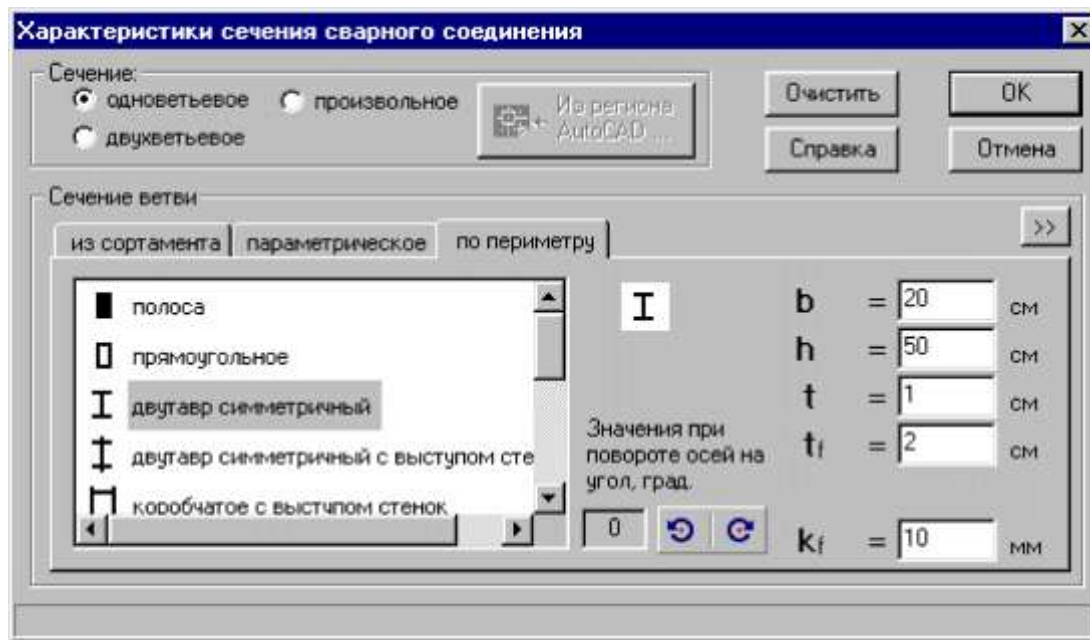 Характеристики сечения сварного соединения
Сечение:
одноветьевое
произвольное
двухветьевое
Из региона
AutoCAD ....
Очистить
OK
Справка
Отмена
Сечение ветви
>>
из сортамента
параметрическое
по периметру
полоса
прямоугольное
двутавр симметричный
двутавр симметричный с выступом сте
коробчатое с выступом стенок
Значения при
повороте осей на
угол, град.
0
b = 20 см
h = 50 см
t = 1 см
tf = 2 см
kf = 10 мм